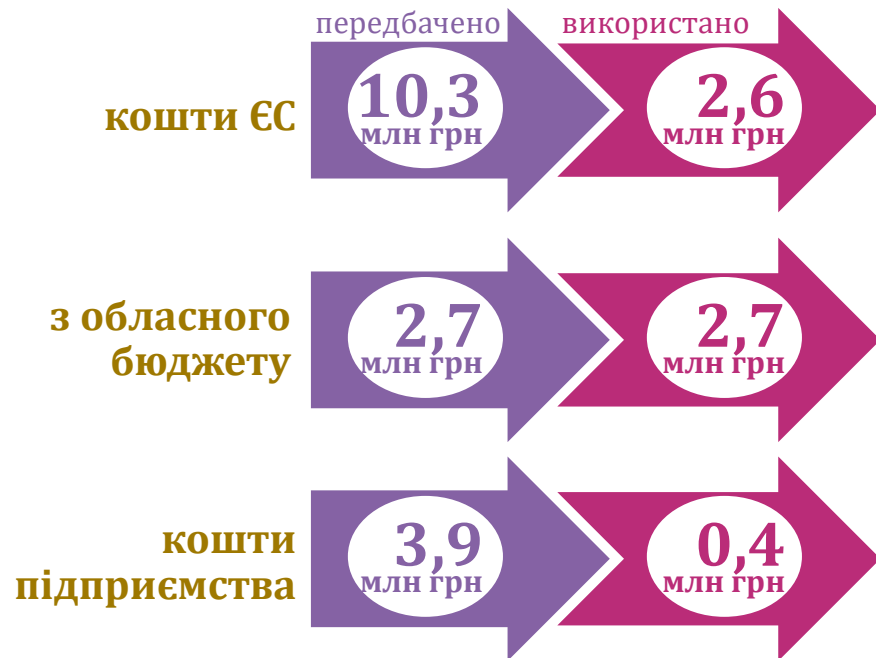 передбачено
використано
кошти ЄС
10,3
млн грн
2,6
млн грн
з обласного
бюджету
2,7
млн грн
2,7
млн грн
кошти
підприємства
3,9
млн грн
0,4
млн грн